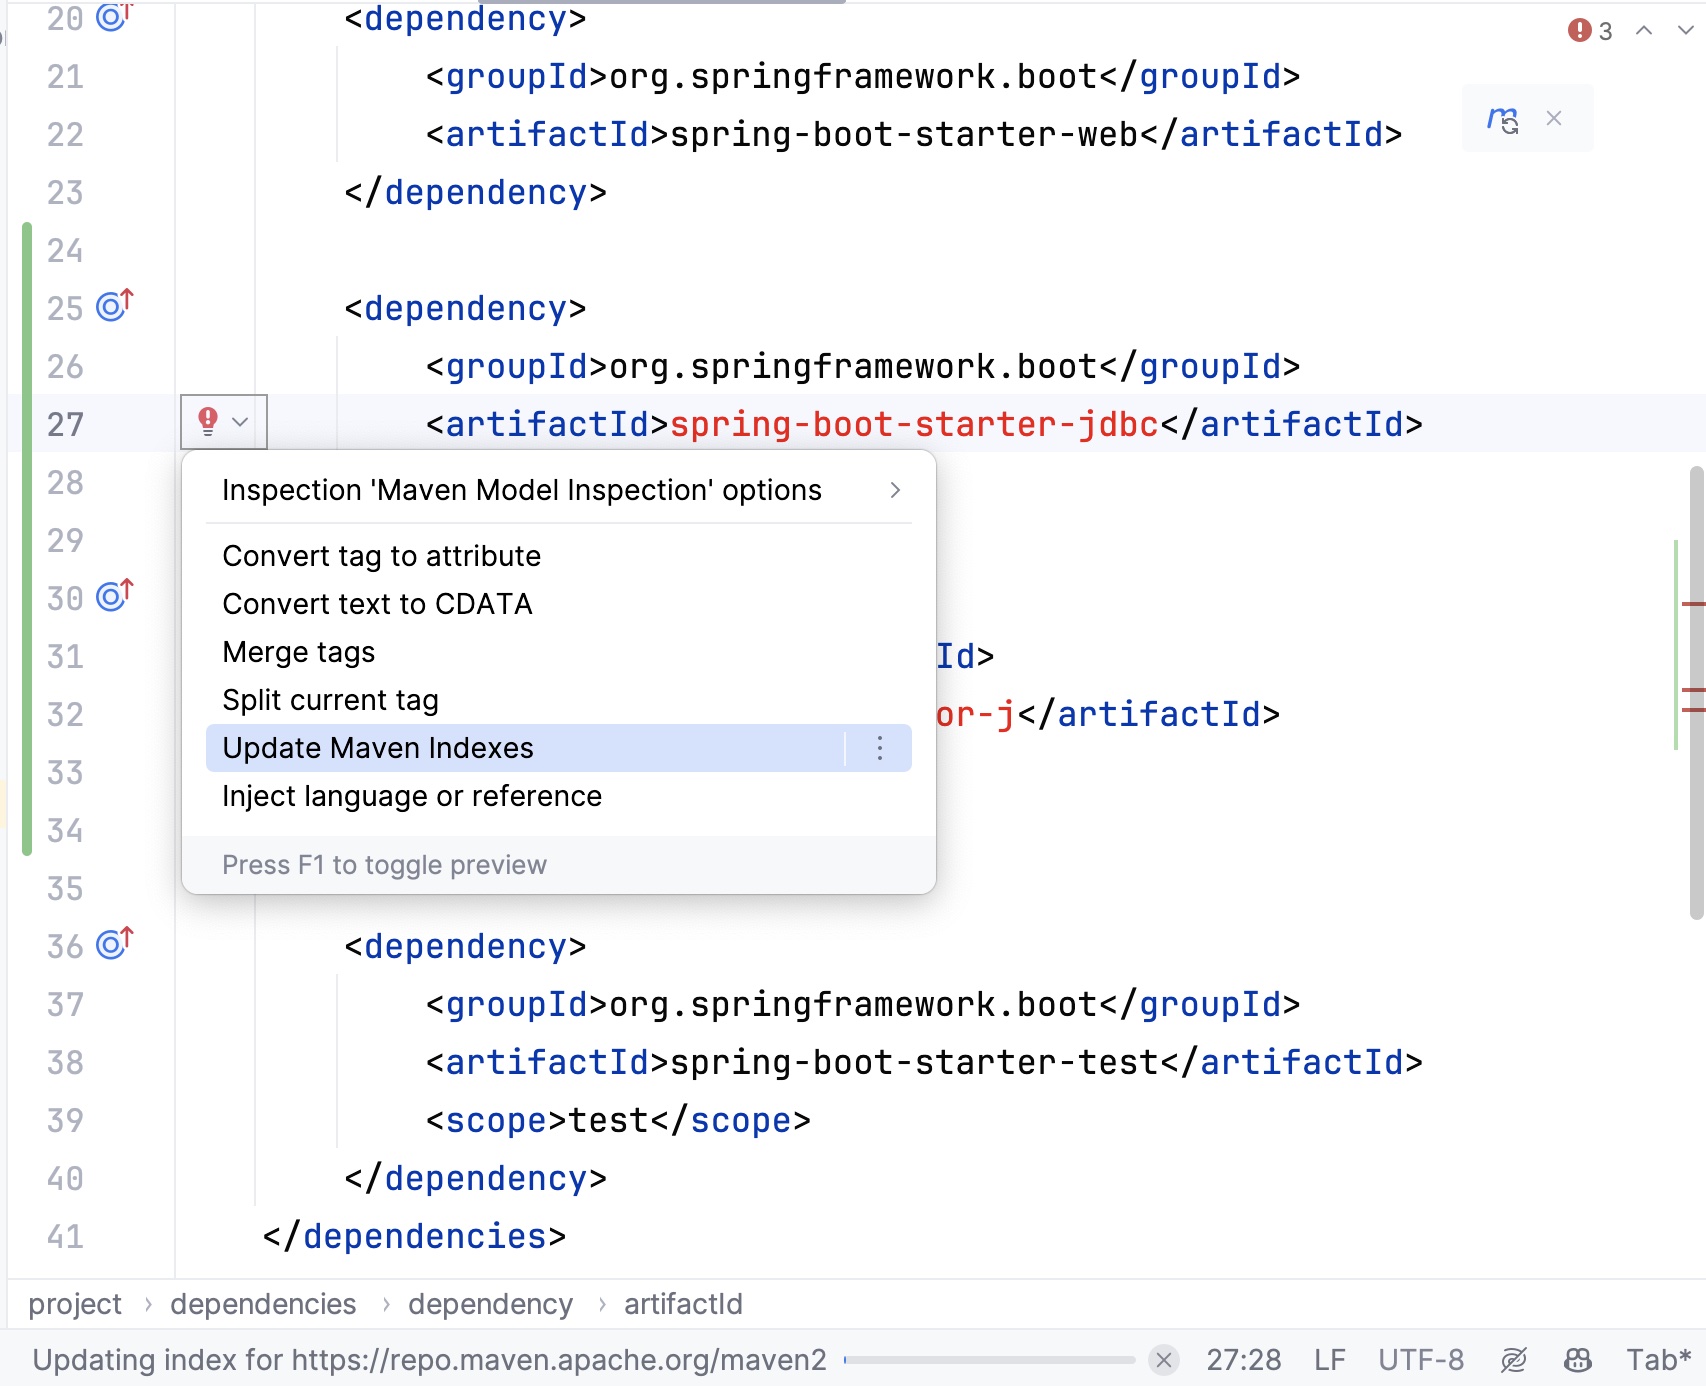 20 <dependency>
3
21 <groupId>org.springframework.boot</groupId>
22 <artifactId>spring-boot-starter-web</artifactId>
23 </dependency>
24
25 <dependency>
26 <groupId>org.springframework.boot</groupId>
27 <artifactId>spring-boot-starter-jdbc</artifactId>
28
Inspection 'Maven Model Inspection' options
29
Convert tag to attribute
30
Convert text to CDATA
31 Id>
Merge tags
32 or-j</artifactId>
Split current tag
33
Update Maven Indexes
34
Inject language or reference
Press F1 to toggle preview
35
36 <dependency>
37 <groupId>org.springframework.boot</groupId>
38 <artifactId>spring-boot-starter-test</artifactId>
39 <scope>test</scope>
40 </dependency>
41 </dependencies>
project › dependencies › dependency › artifactId
Updating index for https://repo.maven.apache.org/maven2 27:28 LF UTF-8 Tab*